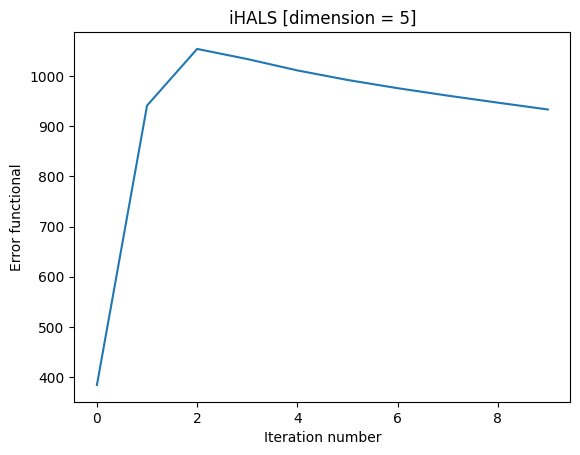 iHALS [dimension = 5]
Error functional
1000
900
800
700
600
500
400
0 2 4 6 8
Iteration number